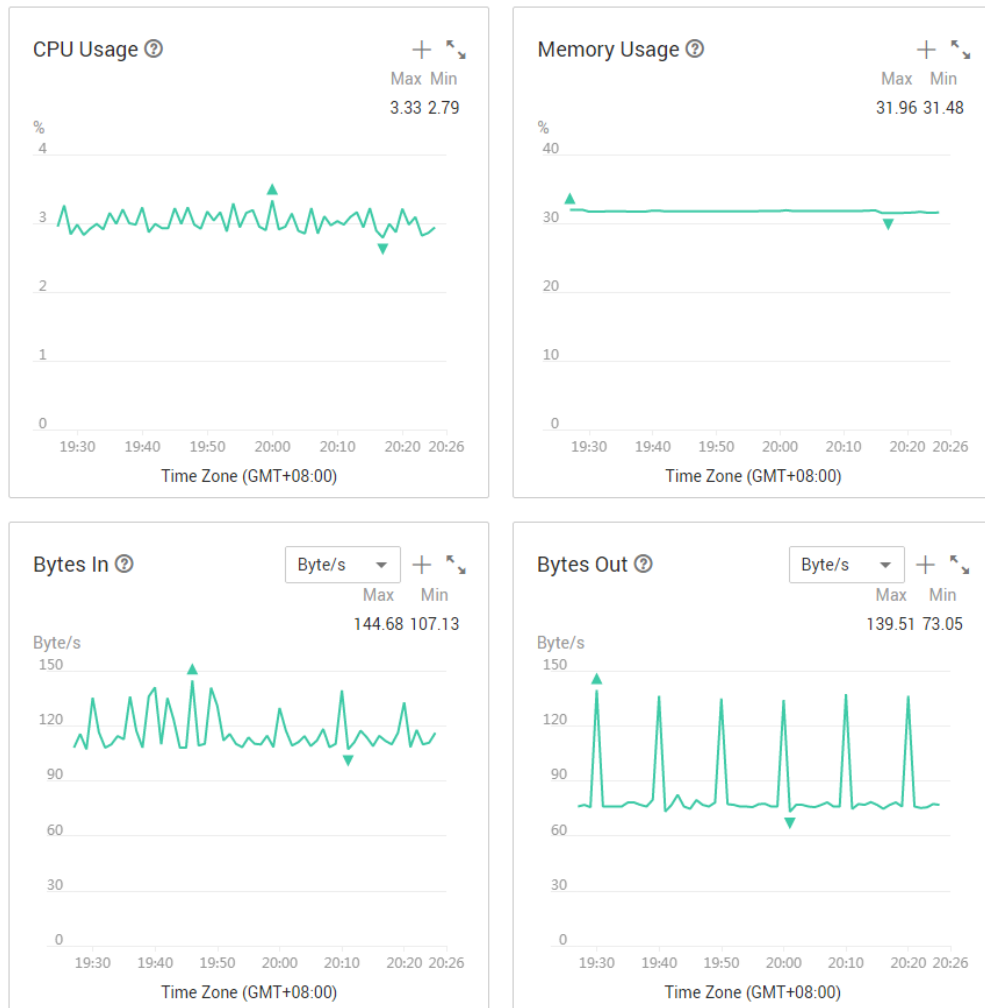 CPU Usage
Max Min
3.33 2.79
%
4
3
2
1
0
19:30 19:40 19:50 20:00 20:10 20:20 20:26
Time Zone (GMT+08:00)
Memory Usage
Max Min
31.96 31.48
%
40
30
20
10
0
19:30 19:40 19:50 20:00 20:10 20:20 20:26
Time Zone (GMT+08:00)
Bytes In
Byte/s
Max Min
144.68 107.13
Byte/s
150
120
90
60
30
0
19:30 19:40 19:50 20:00 20:10 20:20 20:26
Time Zone (GMT+08:00)
Bytes Out
Byte/s
Max Min
139.51 73.05
Byte/s
150
120
90
60
30
0
19:30 19:40 19:50 20:00 20:10 20:20 20:26
Time Zone (GMT+08:00)